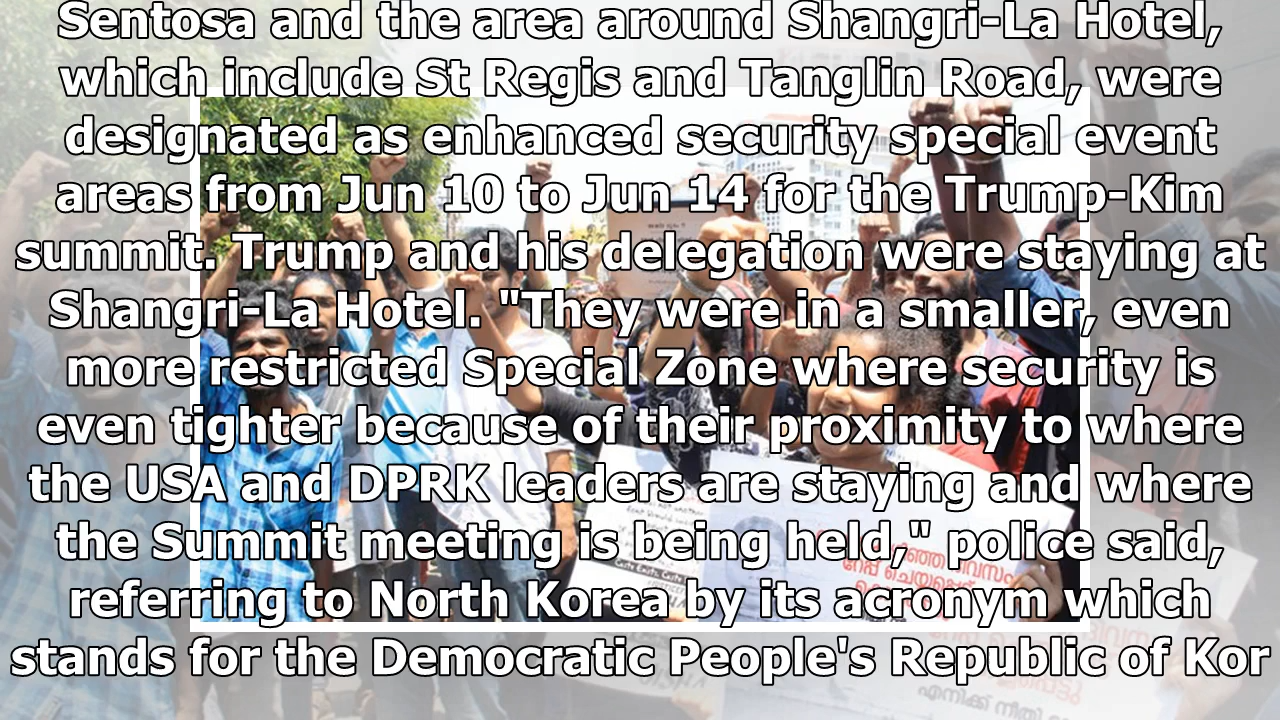 Sentosa and the area around Shangri-La Hotel,
which include St Regis and Tanglin Road, were
designated as enhanced security special event
areas from Jun 10 to Jun 14 for the Trump-Kim
summit. Trump and his delegation were staying at
Shangri-La Hotel. "They were in a smaller, even
more restricted Special Zone where security is
even tighter because of their proximity to where
the USA and DPRK leaders are staying and where
the Summit meeting is being held," police said,
referring to North Korea by its acronym which
stands for the Democratic People's Republic of Kor
എനിക്ക് നീതി